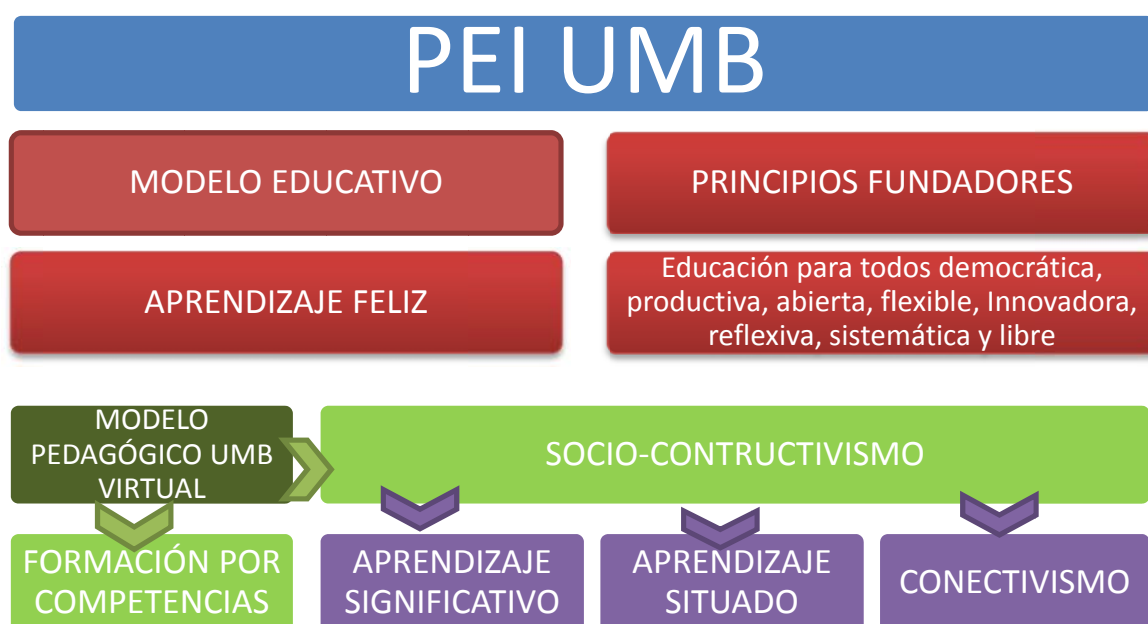 PEI UMB
MODELO EDUCATIVO
PRINCIPIOS FUNDADORES
APRENDIZAJE FELIZ
Educación para todos democrática,
productiva, abierta, flexible, Innovadora,
reflexiva, sistemática y libre
MODELO
PEDAGÓGICO UMB
VIRTUAL
SOCIO-CONTRUCTIVISMO
FORMACIÓN POR
COMPETENCIAS
APRENDIZAJE
SIGNIFICATIVO
APRENDIZAJE
SITUADO
CONECTIVISMO